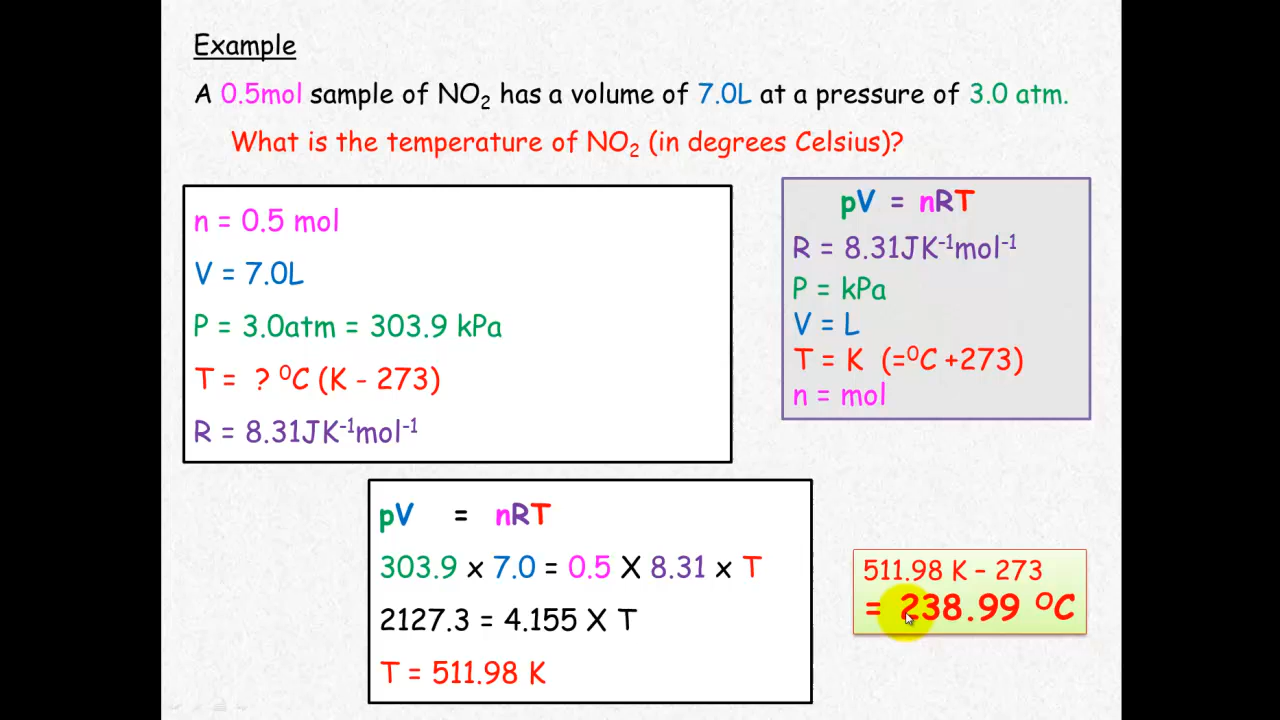 Example
A 0.5mol sample of NO₂ has a volume of 7.0L at a pressure of 3.0 atm.
What is the temperature of NO₂ (in degrees Celsius)?
n = 0.5 mol
V = 7.0L
P = 3.0atm = 303.9 kPa
T = ? ⁰C (K - 273)
R = 8.31JK⁻¹mol⁻¹
pV = nRT
R = 8.31JK⁻¹mol⁻¹
P = kPa
V = L
T = K (=⁰C +273)
n = mol
pV = nRT
303.9 x 7.0 = 0.5 X 8.31 x T
2127.3 = 4.155 X T
T = 511.98 K
511.98 K – 273
= 238.99 ⁰C